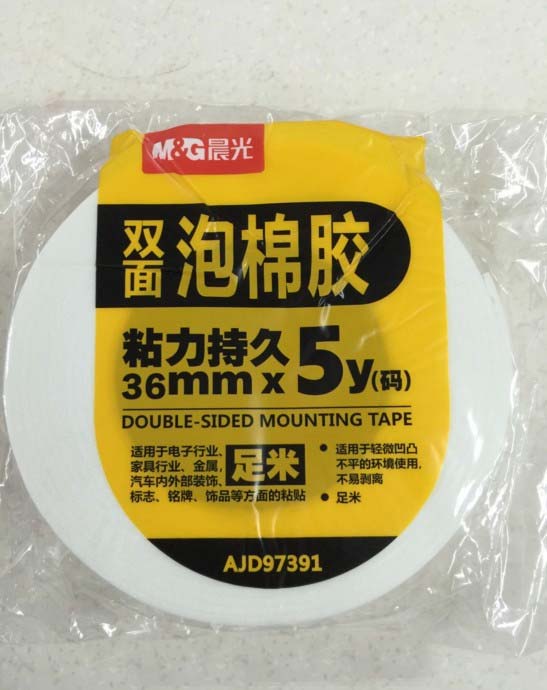 M&G晨光
双面
泡棉胶
粘力持久
36mm x 5y(码)
DOUBLE-SIDED MOUNTING TAPE
适用于电子行业、
家具行业、金属,
汽车内外部装饰、
标志、铭牌、饰品等方面的粘贴
足米
● 适用于轻微凹凸
不平的环境使用,
不易剥离
● 足米
AJD97391